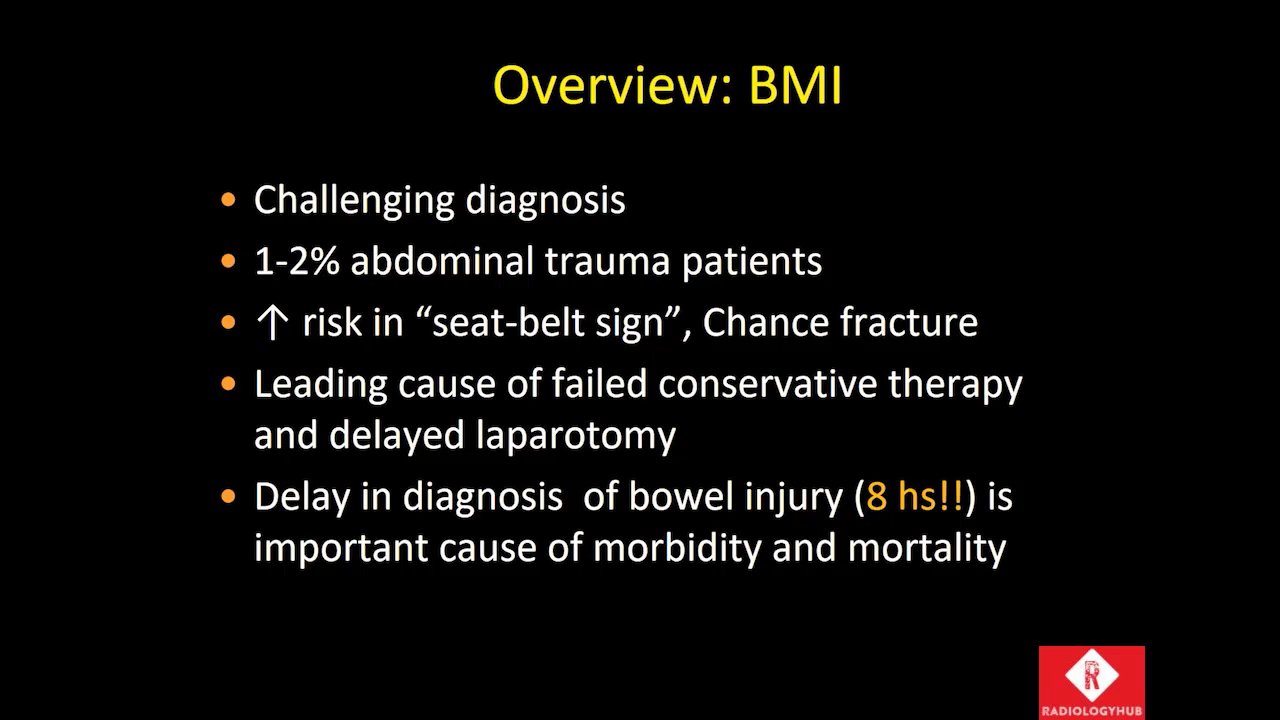 Overview: BMI
• Challenging diagnosis
• 1-2% abdominal trauma patients
• ↑ risk in “seat-belt sign”, Chance fracture
• Leading cause of failed conservative therapy
and delayed laparotomy
• Delay in diagnosis  of bowel injury (8 hs!!) is
important cause of morbidity and mortality
R
RADIOLOGYHUB